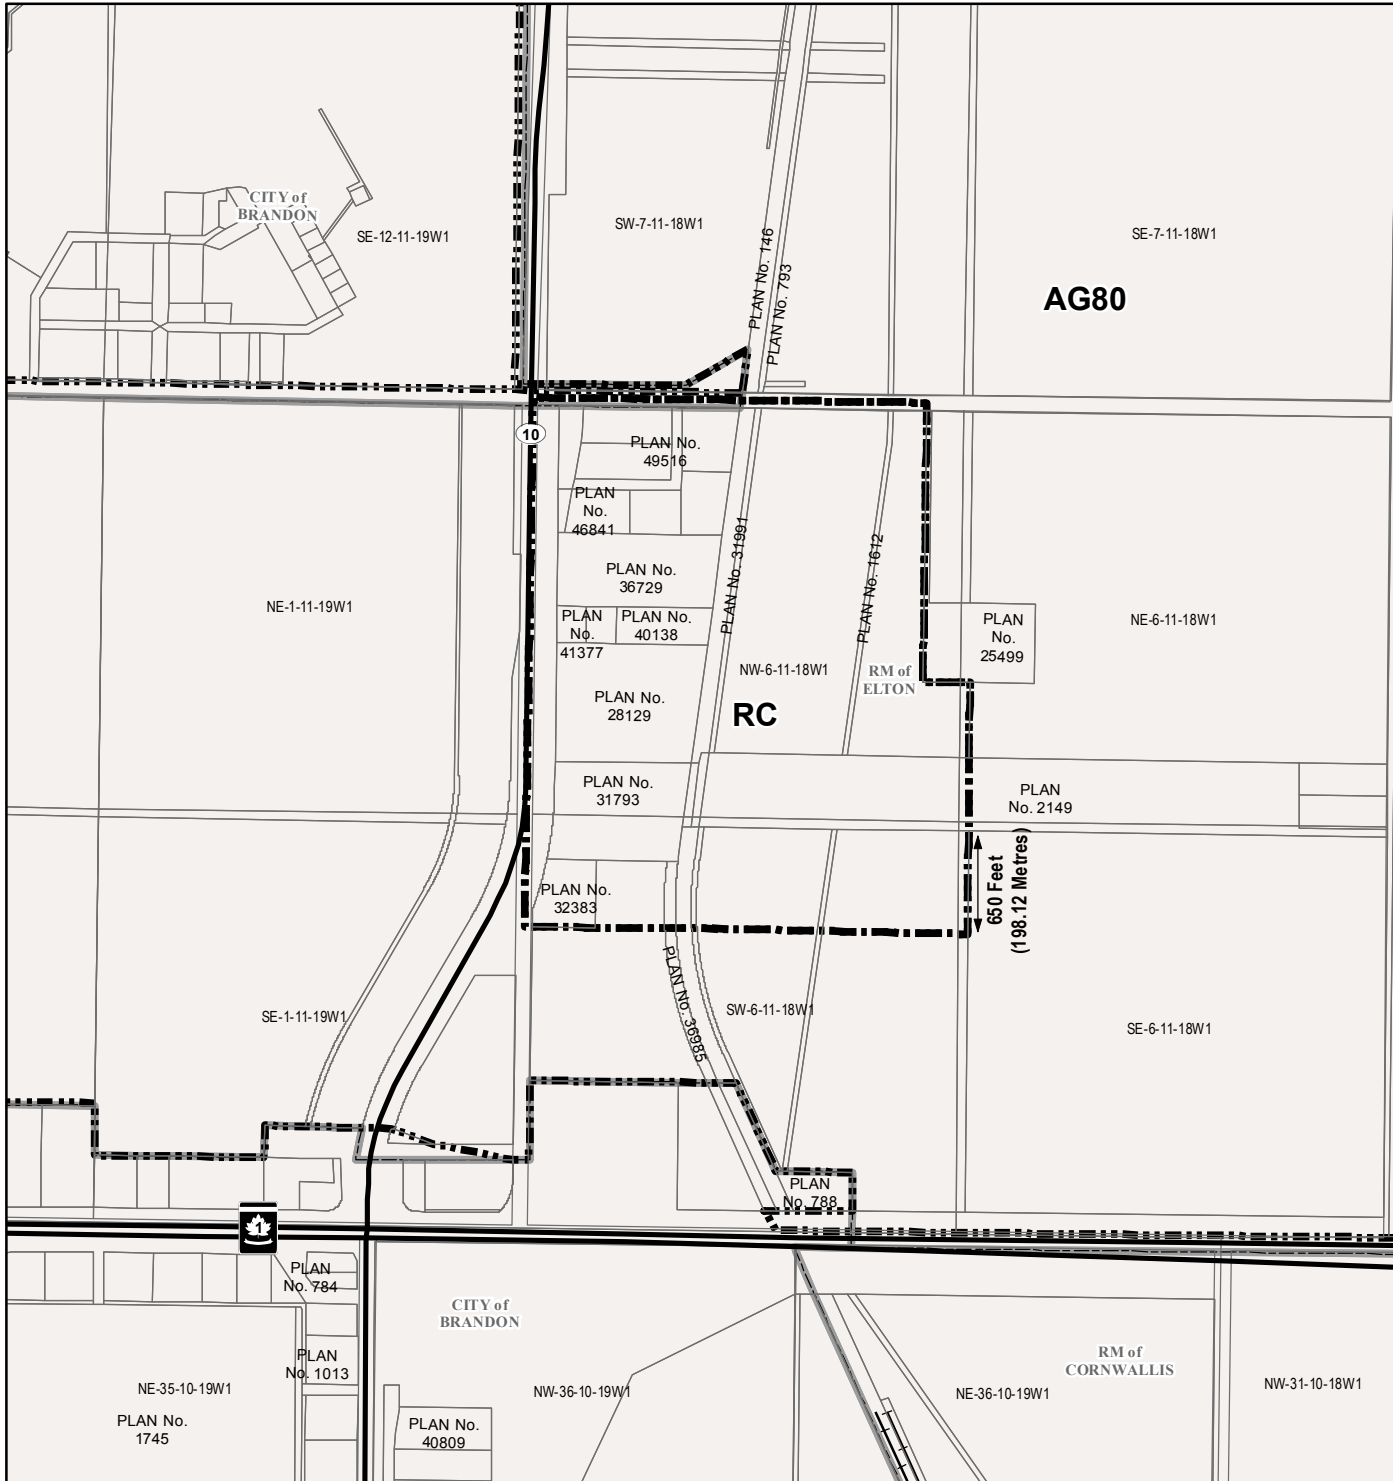 CITY of
BRANDON
SE-12-11-19W1
SW-7-11-18W1
SE-7-11-18W1
PLAN No. 146
PLAN No. 793
AG80
10
PLAN No.
49516
PLAN
No.
46841
PLAN No. 31991
PLAN No. 1612
PLAN No.
36729
NE-1-11-19W1
PLAN
No.
41377
PLAN No.
40138
PLAN
No.
25499
NE-6-11-18W1
NW-6-11-18W1
RM of
ELTON
PLAN No.
28129
RC
PLAN No.
31793
PLAN
No. 2149
650 Feet
(198.12 Metres)
PLAN No.
32383
PLAN No. 36985
SE-1-11-19W1
SW-6-11-18W1
SE-6-11-18W1
PLAN
No. 788
1
PLAN
No. 784
CITY of
BRANDON
RM of
CORNWALLIS
PLAN
No. 1013
NE-35-10-19W1
NW-36-10-19W1
NE-36-10-19W1
NW-31-10-18W1
PLAN No.
1745
PLAN No.
40809